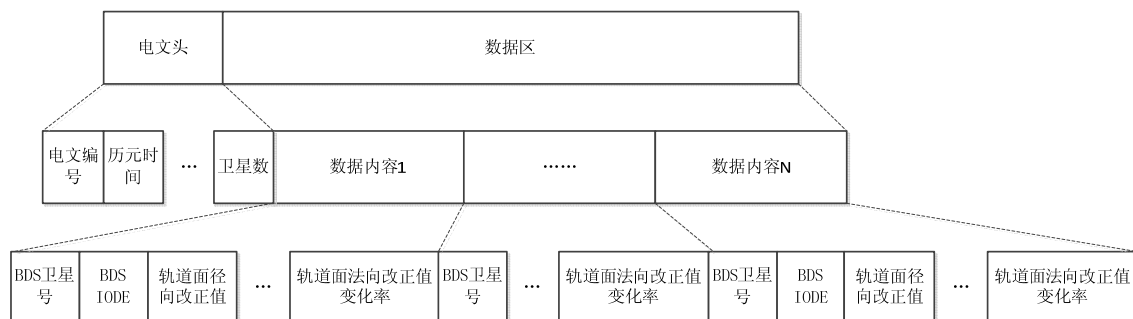 电文头
数据区
电文编
号
历元时
间
...
卫星数
数据内容1
……
数据内容N
BDS卫星
号
BDS
IODE
轨道面径
向改正值
...
轨道面法向改正值
变化率
BDS卫星
号
...
轨道面法向改正值
变化率
BDS卫星
号
BDS
IODE
轨道面径
向改正值
...
轨道面法向改正值
变化率